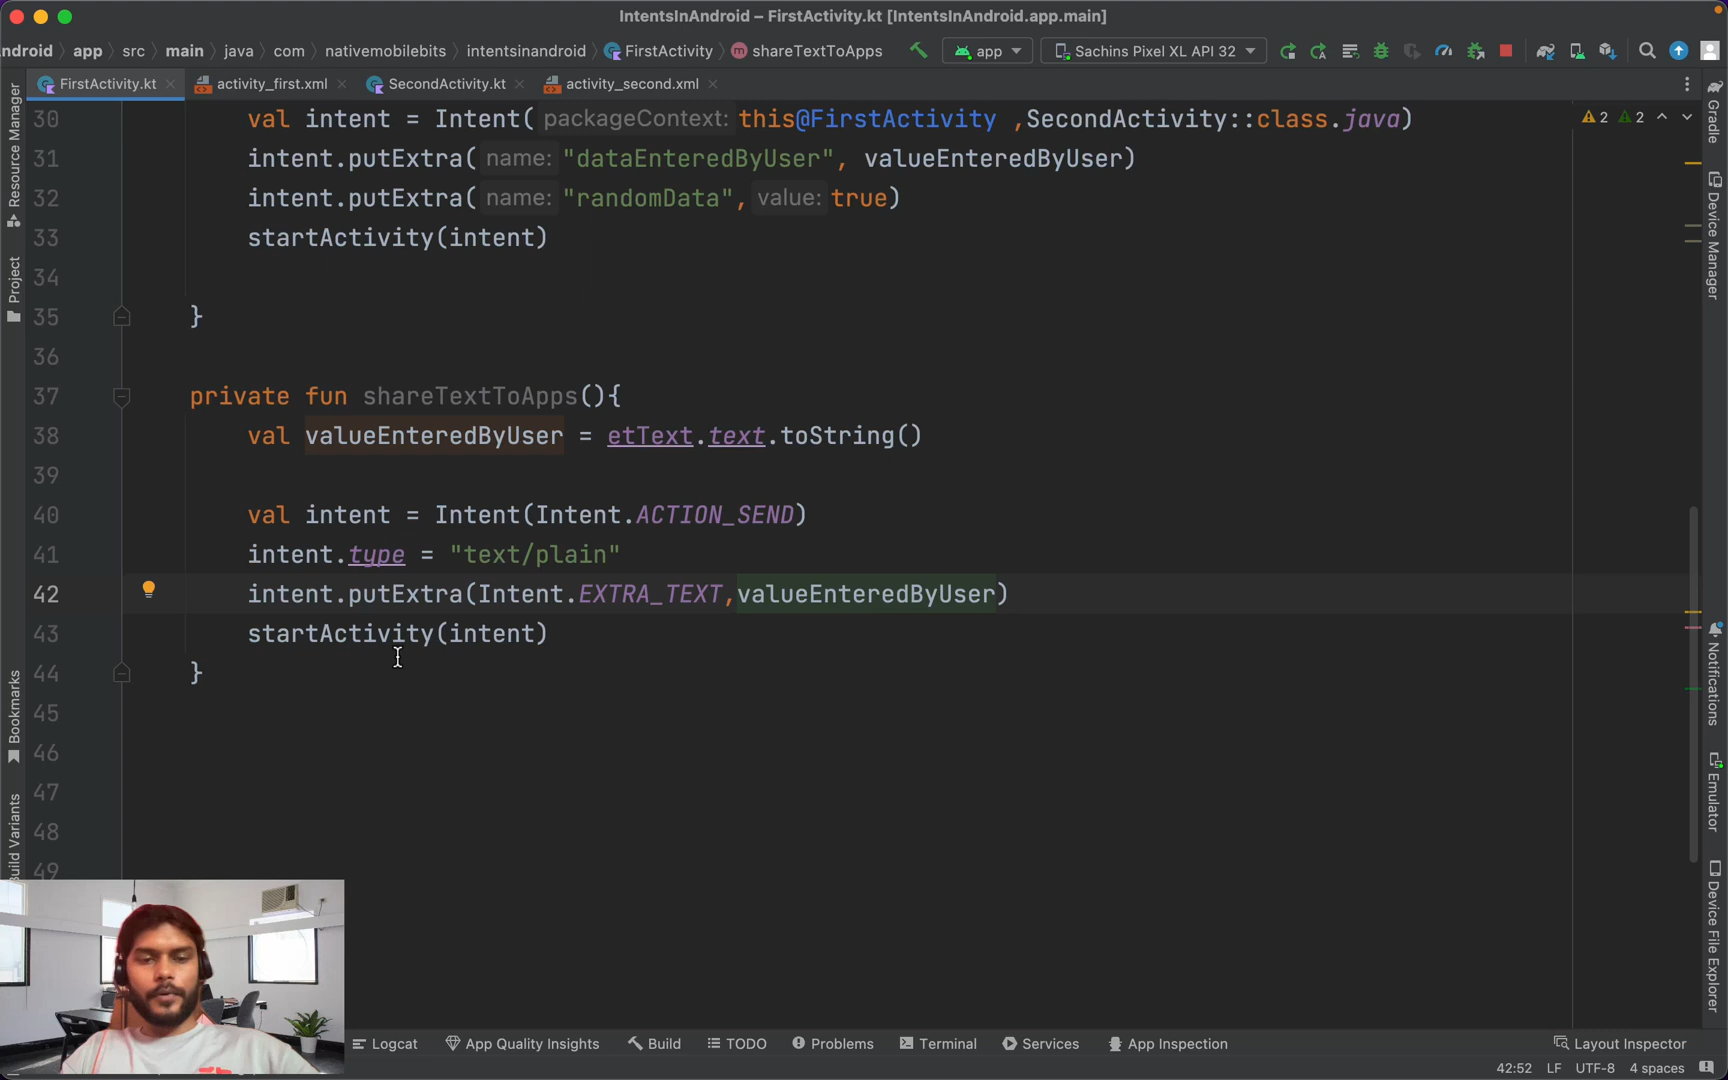 IntentsInAndroid – FirstActivity.kt [IntentsInAndroid.app.main]
ndroid app src main java com nativemobilebits intentsinandroid FirstActivity shareTextToApps app Sachins Pixel XL API 32
FirstActivity.kt activity_first.xml SecondActivity.kt activity_second.xml
Resource Manager
Project
Bookmarks
Build Variants
30 val intent = Intent( packageContext: this@FirstActivity ,SecondActivity::class.java)
2 2
31 intent.putExtra( name: "dataEnteredByUser", valueEnteredByUser)
32 intent.putExtra( name: "randomData", value: true)
33 startActivity(intent)
34
35 }
36
37 private fun shareTextToApps(){
38 val valueEnteredByUser = etText.text.toString()
39
40 val intent = Intent(Intent.ACTION_SEND)
41 intent.type = "text/plain"
42 intent.putExtra(Intent.EXTRA_TEXT,valueEnteredByUser)
43 startActivity(intent)
44 }
45
46
47
48
49
Gradle
Device Manager
Notifications
Emulator
Device File Explorer
Logcat App Quality Insights Build TODO Problems Terminal Services App Inspection Layout Inspector
42:52 LF UTF-8 4 spaces